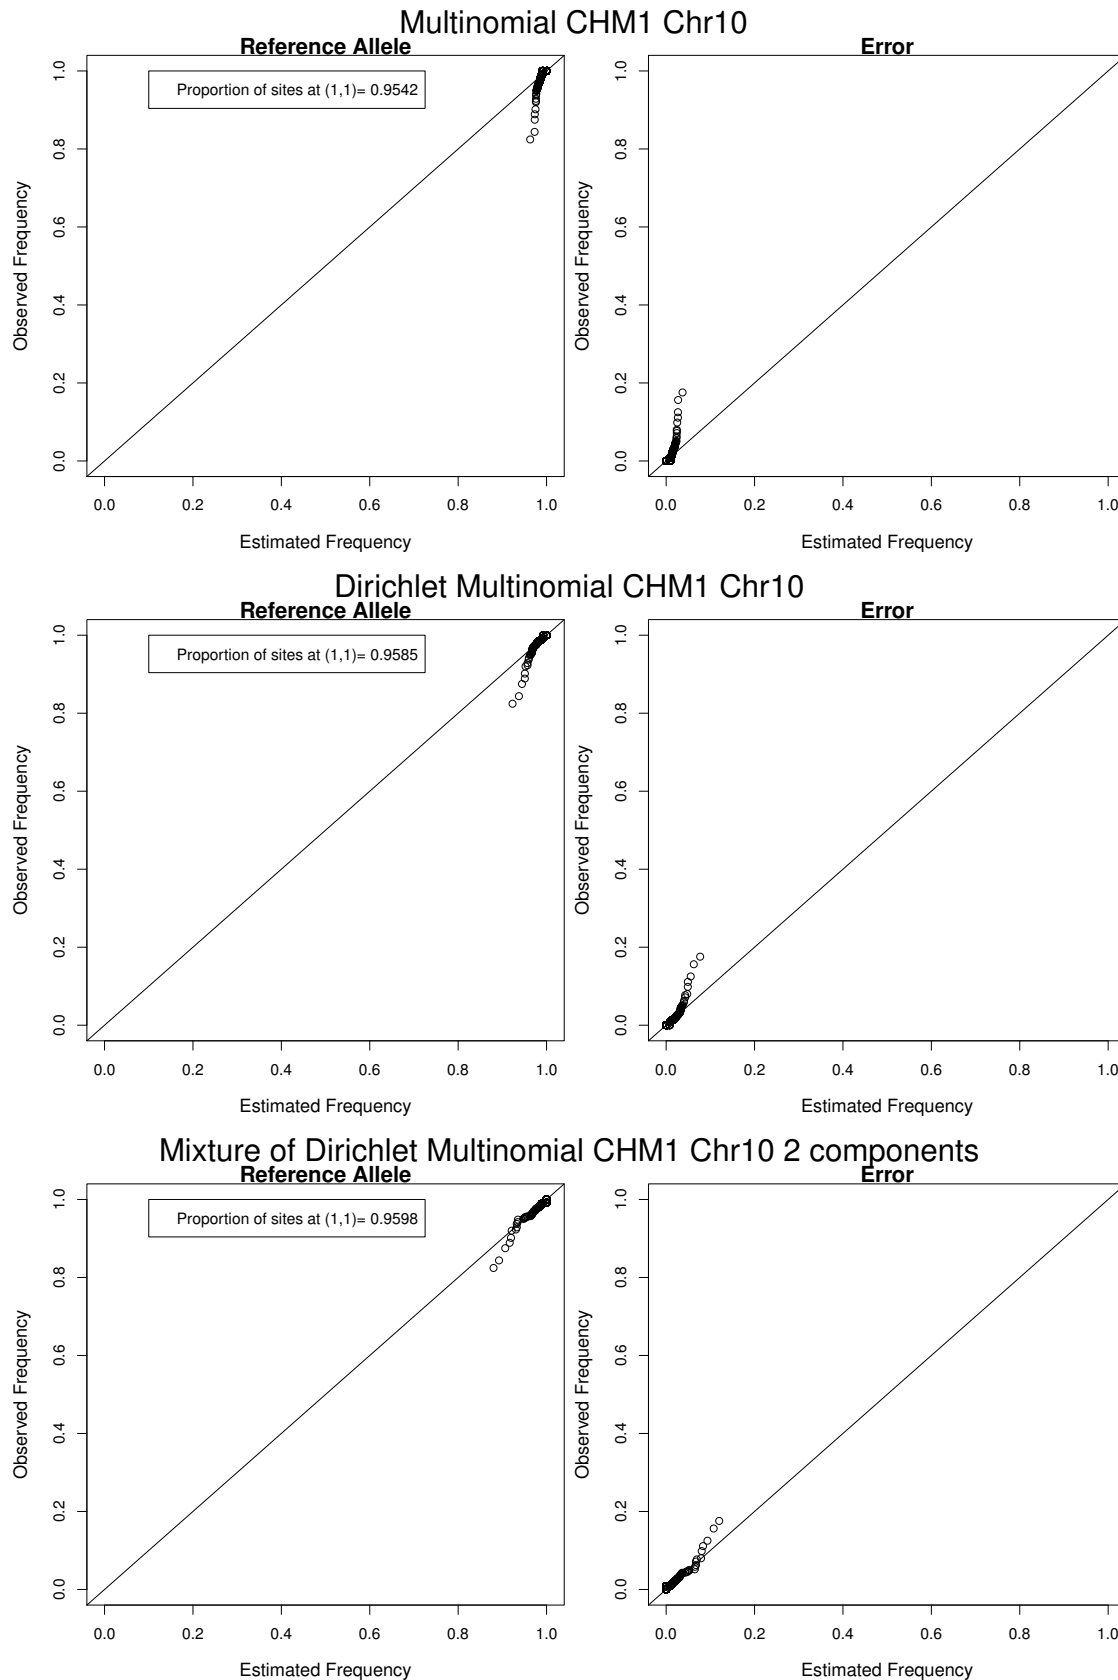 Multinomial CHM1 Chr10
Reference Allele
Proportion of sites at (1,1)= 0.9542
Observed Frequency
0.0 0.2 0.4 0.6 0.8 1.0
0.0 0.2 0.4 0.6 0.8 1.0
Estimated Frequency
Error
Observed Frequency
0.0 0.2 0.4 0.6 0.8 1.0
0.0 0.2 0.4 0.6 0.8 1.0
Estimated Frequency
Dirichlet Multinomial CHM1 Chr10
Reference Allele
Proportion of sites at (1,1)= 0.9585
Observed Frequency
0.0 0.2 0.4 0.6 0.8 1.0
0.0 0.2 0.4 0.6 0.8 1.0
Estimated Frequency
Error
Observed Frequency
0.0 0.2 0.4 0.6 0.8 1.0
0.0 0.2 0.4 0.6 0.8 1.0
Estimated Frequency
Mixture of Dirichlet Multinomial CHM1 Chr10 2 components
Reference Allele
Proportion of sites at (1,1)= 0.9598
Observed Frequency
0.0 0.2 0.4 0.6 0.8 1.0
0.0 0.2 0.4 0.6 0.8 1.0
Estimated Frequency
Error
Observed Frequency
0.0 0.2 0.4 0.6 0.8 1.0
0.0 0.2 0.4 0.6 0.8 1.0
Estimated Frequency